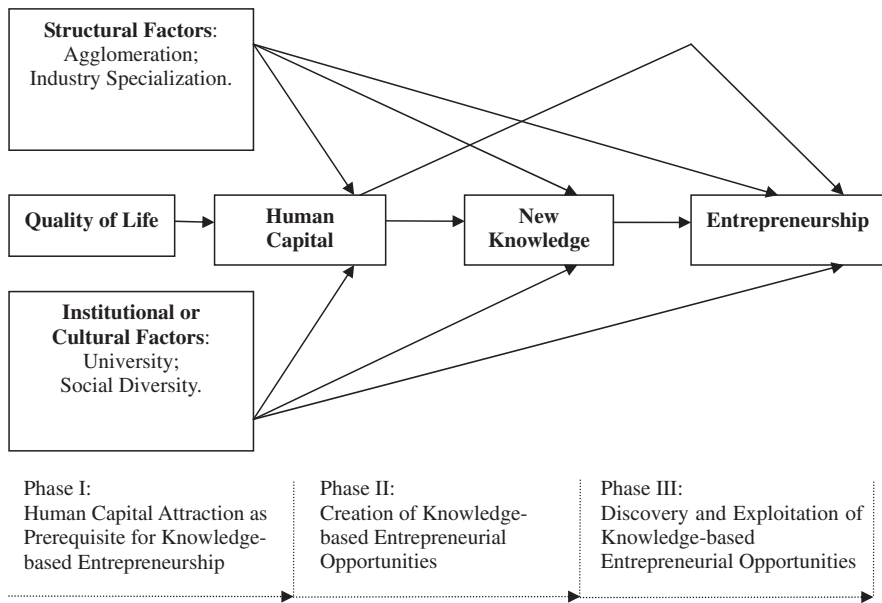 Structural Factors:
Agglomeration;
Industry Specialization.
Quality of Life
Human
Capital
New
Knowledge
Entrepreneurship
Institutional or
Cultural Factors:
University;
Social Diversity.
Phase I:
Human Capital Attraction as
Prerequisite for Knowledge-
based Entrepreneurship
Phase II:
Creation of Knowledge-
based Entrepreneurial
Opportunities
Phase III:
Discovery and Exploitation of
Knowledge-based
Entrepreneurial Opportunities